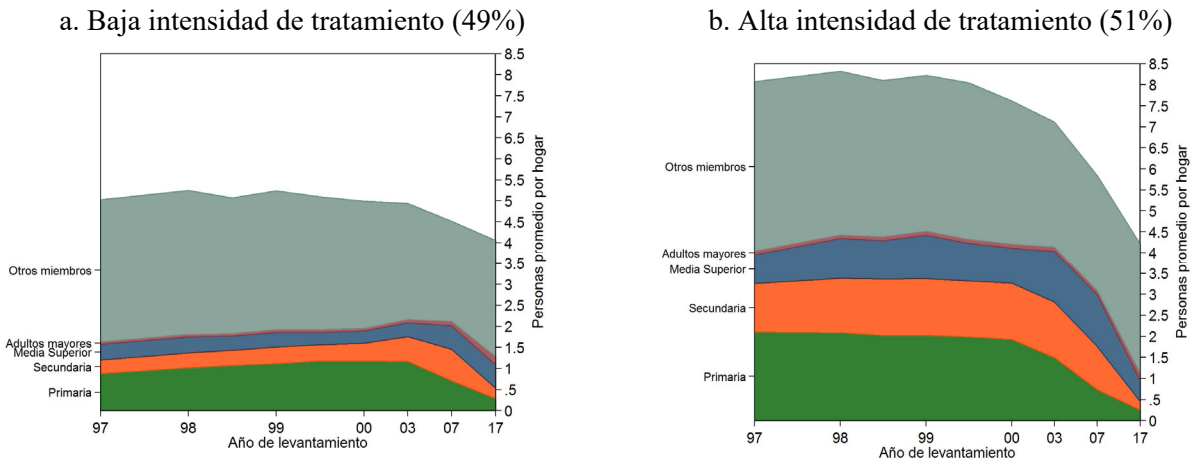 a. Baja intensidad de tratamiento (49%)
8.5
8
7.5
7
6.5
6
5.5
5
4.5
4
3.5
3
2.5
2
1.5
1
.5
0
Personas promedio por hogar
Otros miembros
Adultos mayores
Media Superior
Secundaria
Primaria
97 98 99 00 03 07 17
Año de levantamiento
b. Alta intensidad de tratamiento (51%)
8.5
8
7.5
7
6.5
6
5.5
5
4.5
4
3.5
3
2.5
2
1.5
1
.5
0
Personas promedio por hogar
Otros miembros
Adultos mayores
Media Superior
Secundaria
Primaria
97 98 99 00 03 07 17
Año de levantamiento